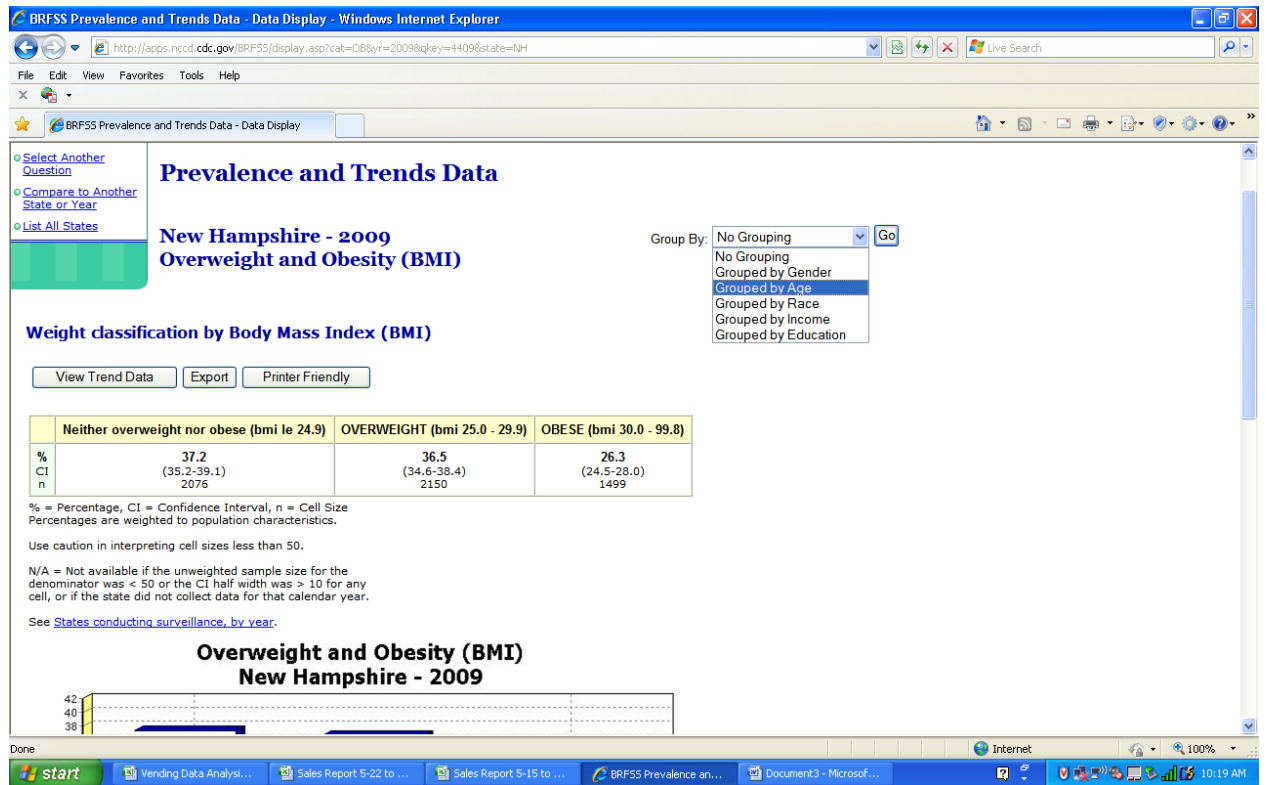 BRFSS Prevalence and Trends Data - Data Display - Windows Internet Explorer
http://apps.nccd.cdc.gov/BRFSS/display.asp?cat=OB&yr=2009&qkey=4409&state=NH
Live Search
File Edit View Favorites Tools Help
X
BRFSS Prevalence and Trends Data - Data Display
Select Another
Question
Compare to Another
State or Year
List All States
Prevalence and Trends Data
New Hampshire - 2009
Overweight and Obesity (BMI)
Group By: No Grouping Go
No Grouping
Grouped by Gender
Grouped by Age
Grouped by Race
Grouped by Income
Grouped by Education
Weight classification by Body Mass Index (BMI)
View Trend Data Export Printer Friendly
Neither overweight nor obese (bmi le 24.9) OVERWEIGHT (bmi 25.0 - 29.9) OBESE (bmi 30.0 - 99.8)
% 37.2 36.5 26.3
CI (35.2-39.1) (34.6-38.4) (24.5-28.0)
n 2076 2150 1499
% = Percentage, CI = Confidence Interval, n = Cell Size
Percentages are weighted to population characteristics.
Use caution in interpreting cell sizes less than 50.
N/A = Not available if the unweighted sample size for the
denominator was < 50 or the CI half width was > 10 for any
cell, or if the state did not collect data for that calendar year.
See States conducting surveillance, by year.
Overweight and Obesity (BMI)
New Hampshire - 2009
42
40
38
Done Internet 100%
start Vending Data Analysi... Sales Report 5-22 to ... Sales Report 5-15 to ... BRFSS Prevalence an... Document3 - Microsof... 10:19 AM